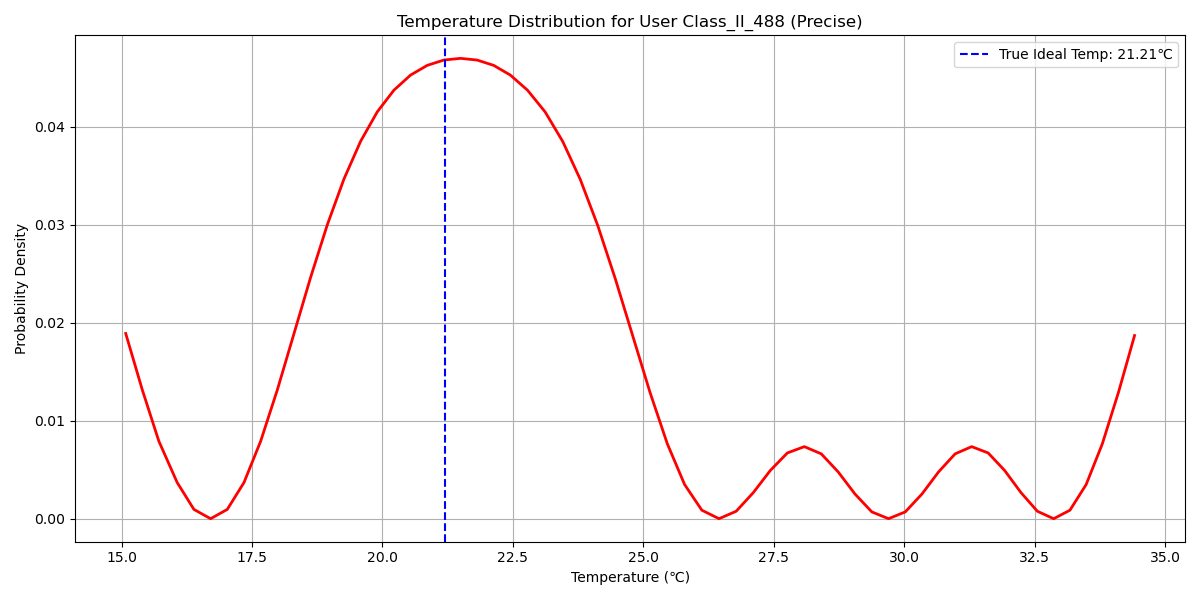 Temperature Distribution for User Class_II_488 (Precise)
True Ideal Temp: 21.21℃
Probability Density
0.04
0.03
0.02
0.01
0.00
15.0 17.5 20.0 22.5 25.0 27.5 30.0 32.5 35.0
Temperature (℃)